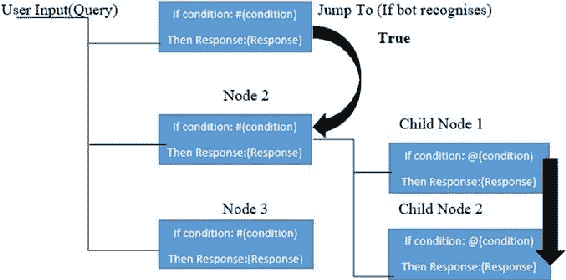 User Input(Query)
If condition: #(condition)
Then Response:(Response)
Jump To (If bot recognises)
True
Node 2
If condition: #(condition)
Then Response:(Response)
Child Node 1
If condition: @(condition)
Then Response:(Response)
Node 3
If condition: #(condition)
Then Response:(Response)
Child Node 2
If condition: @(condition)
Then Response:(Response)